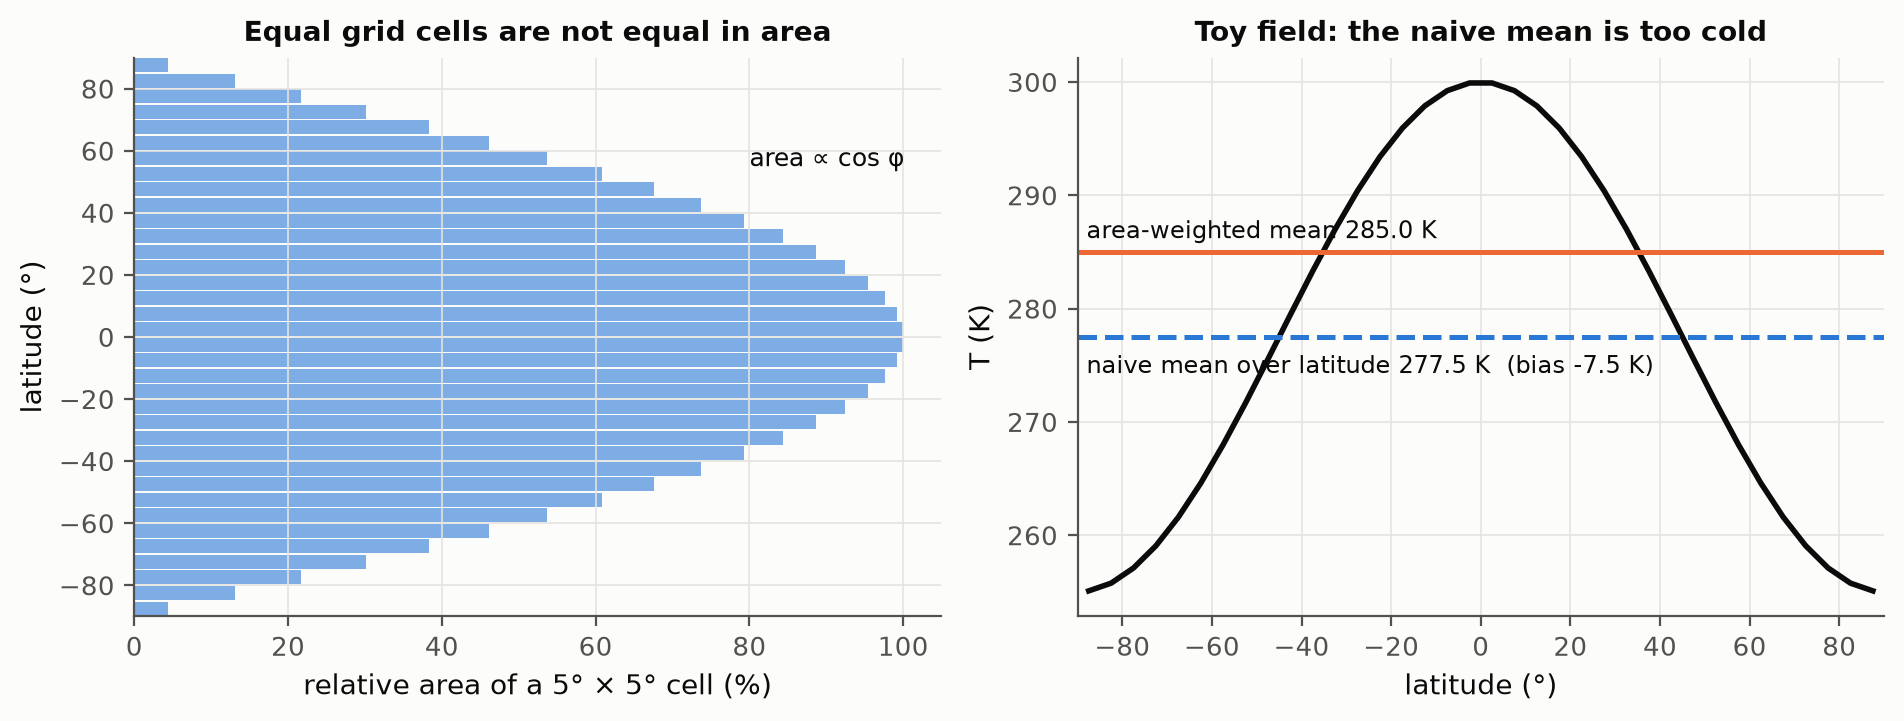 Equal grid cells are not equal in area
80
60
40
20
0
−20
−40
−60
−80
latitude (°)
area ∝ cos φ
0 20 40 60 80 100
relative area of a 5° × 5° cell (%)
Toy field: the naive mean is too cold
300
290
280
270
260
T (K)
area-weighted mean 285.0 K
naive mean over latitude 277.5 K (bias -7.5 K)
−80 −60 −40 −20 0 20 40 60 80
latitude (°)